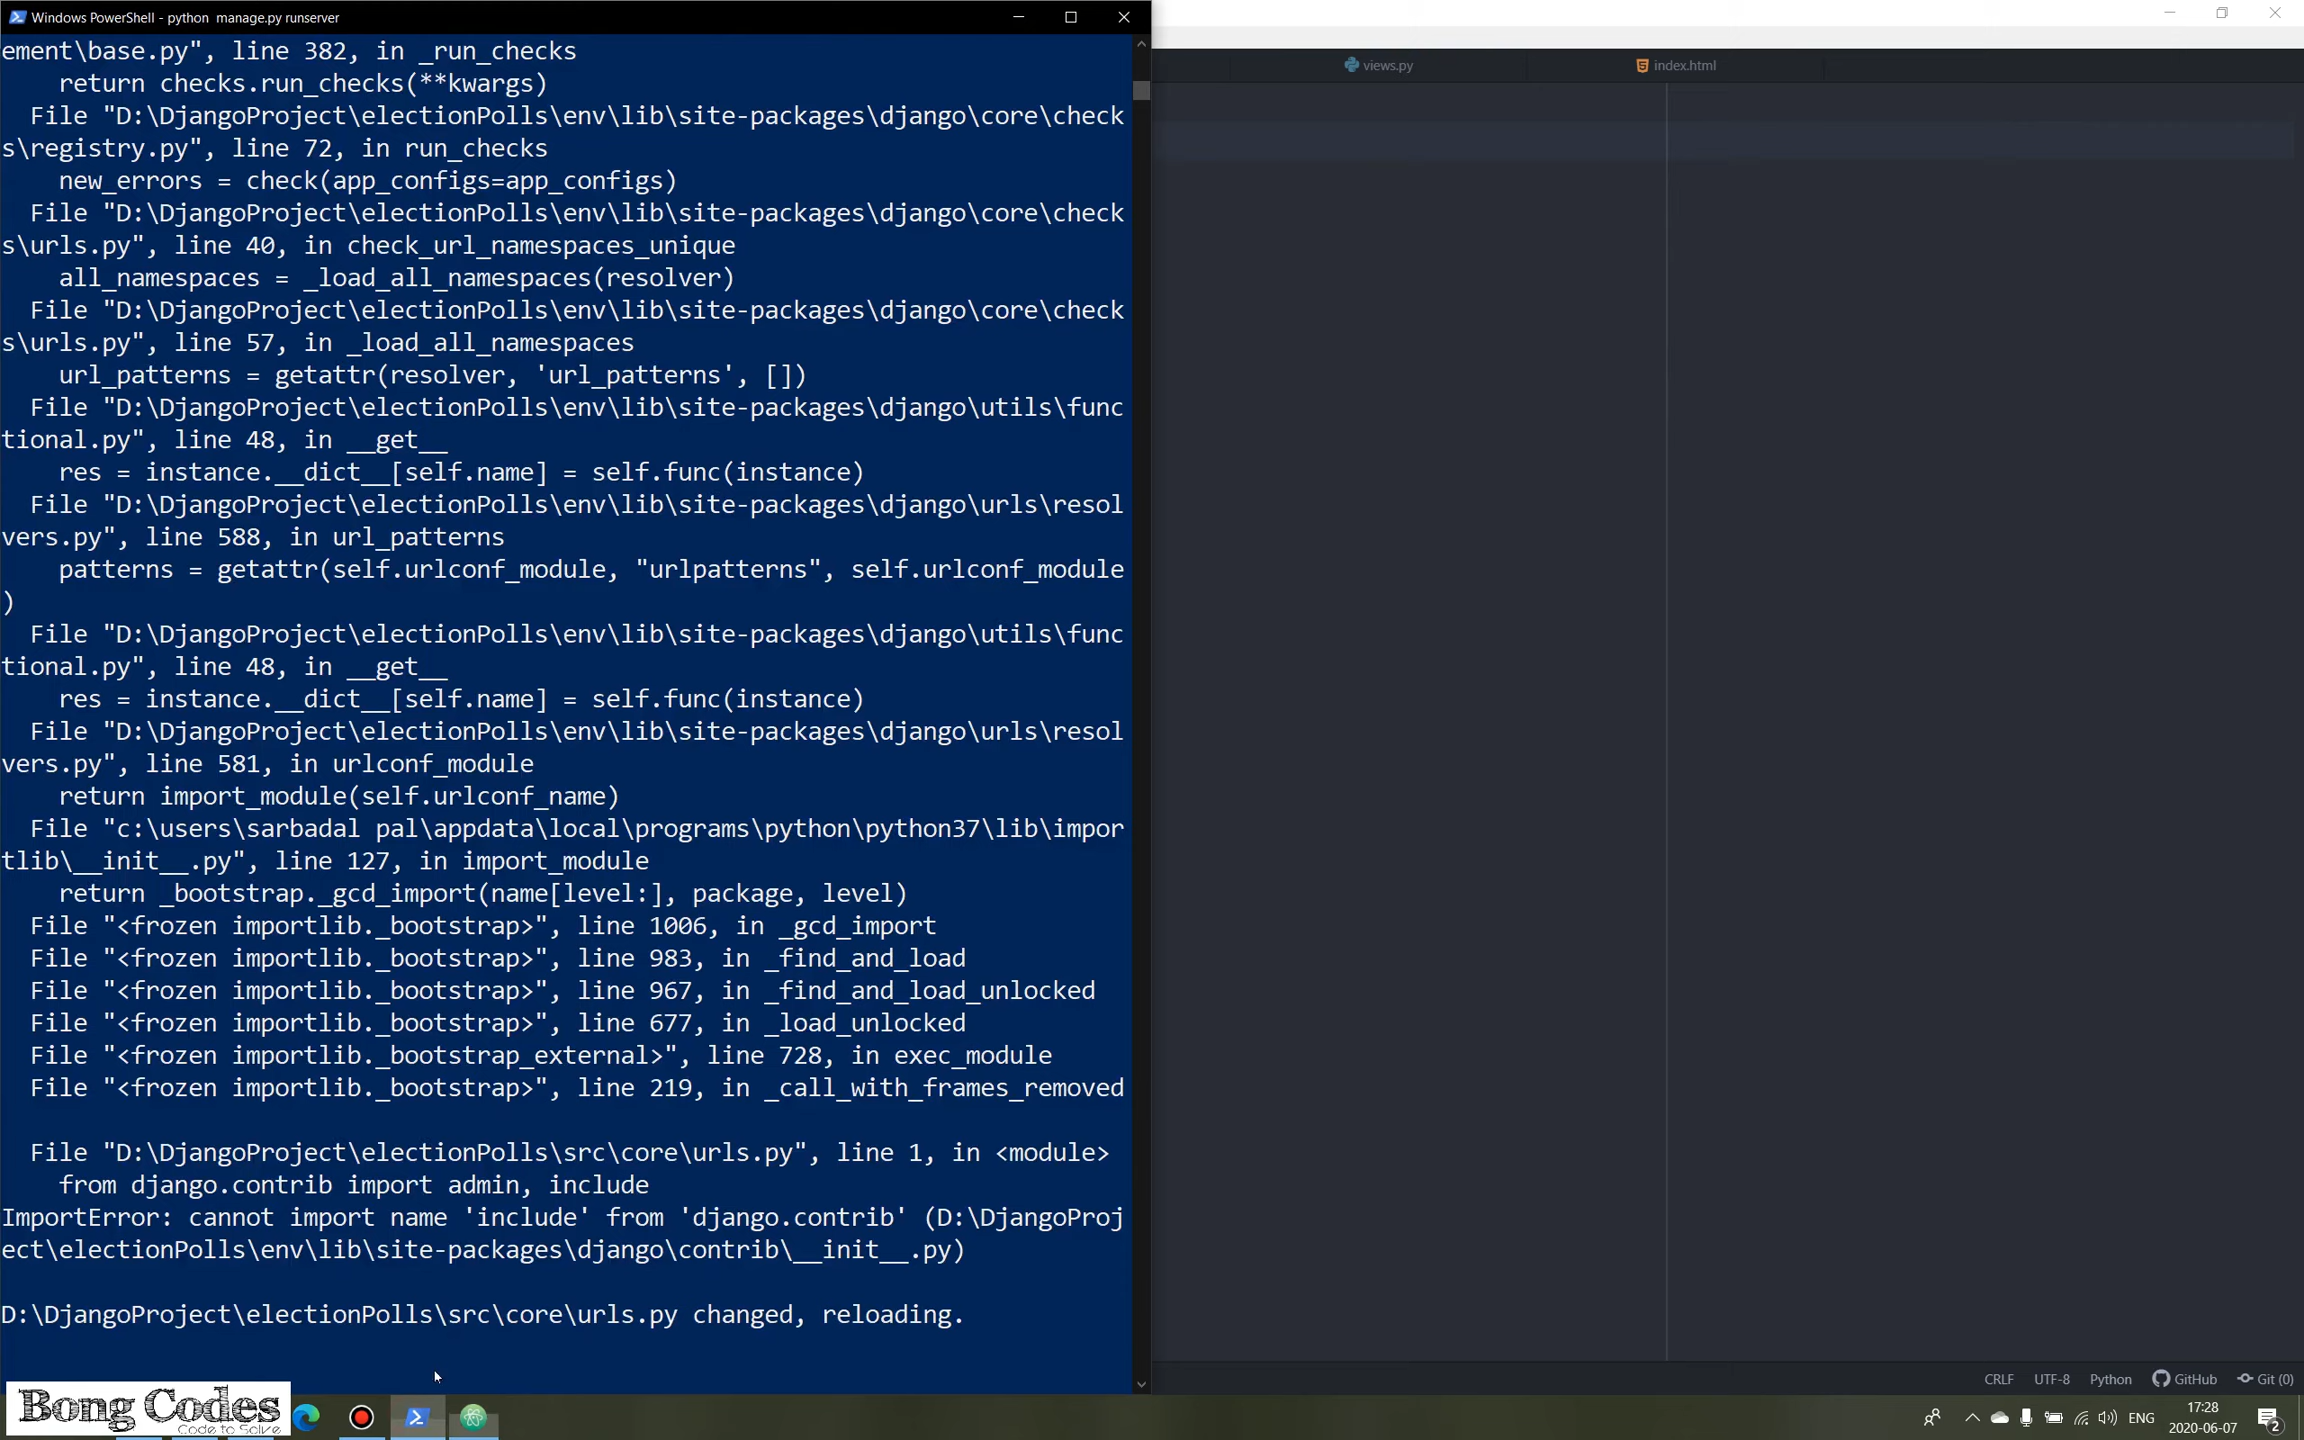 Windows PowerShell - python  manage.py runserver
ement\base.py", line 382, in _run_checks
    return checks.run_checks(**kwargs)
  File "D:\DjangoProject\electionPolls\env\lib\site-packages\django\core\check
s\registry.py", line 72, in run_checks
    new_errors = check(app_configs=app_configs)
  File "D:\DjangoProject\electionPolls\env\lib\site-packages\django\core\check
s\urls.py", line 40, in check_url_namespaces_unique
    all_namespaces = _load_all_namespaces(resolver)
  File "D:\DjangoProject\electionPolls\env\lib\site-packages\django\core\check
s\urls.py", line 57, in _load_all_namespaces
    url_patterns = getattr(resolver, 'url_patterns', [])
  File "D:\DjangoProject\electionPolls\env\lib\site-packages\django\utils\func
tional.py", line 48, in __get__
    res = instance.__dict__[self.name] = self.func(instance)
  File "D:\DjangoProject\electionPolls\env\lib\site-packages\django\urls\resol
vers.py", line 588, in url_patterns
    patterns = getattr(self.urlconf_module, "urlpatterns", self.urlconf_module
)
  File "D:\DjangoProject\electionPolls\env\lib\site-packages\django\utils\func
tional.py", line 48, in __get__
    res = instance.__dict__[self.name] = self.func(instance)
  File "D:\DjangoProject\electionPolls\env\lib\site-packages\django\urls\resol
vers.py", line 581, in urlconf_module
    return import_module(self.urlconf_name)
  File "c:\users\sarbadal pal\appdata\local\programs\python\python37\lib\impor
tlib\__init__.py", line 127, in import_module
    return _bootstrap._gcd_import(name[level:], package, level)
  File "<frozen importlib._bootstrap>", line 1006, in _gcd_import
  File "<frozen importlib._bootstrap>", line 983, in _find_and_load
  File "<frozen importlib._bootstrap>", line 967, in _find_and_load_unlocked
  File "<frozen importlib._bootstrap>", line 677, in _load_unlocked
  File "<frozen importlib._bootstrap_external>", line 728, in exec_module
  File "<frozen importlib._bootstrap>", line 219, in _call_with_frames_removed
  File "D:\DjangoProject\electionPolls\src\core\urls.py", line 1, in <module>
    from django.contrib import admin, include
ImportError: cannot import name 'include' from 'django.contrib' (D:\DjangoProj
ect\electionPolls\env\lib\site-packages\django\contrib\__init__.py)
D:\DjangoProject\electionPolls\src\core\urls.py changed, reloading.
views.py
index.html
CRLF UTF-8 Python GitHub Git (0)
Bong Codes
Code to Solve
ENG
17:28
2020-06-07
2